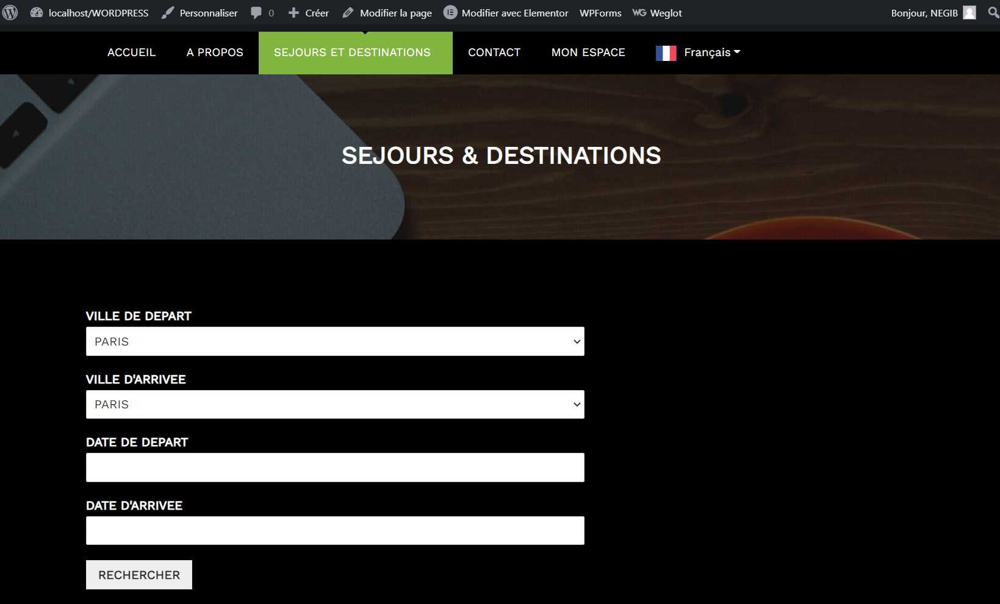 localhost/WORDPRESS Personnaliser 0 Créer Modifier la page Modifier avec Elementor WPForms WG Weglot Bonjour, NEGIB
ACCUEIL A PROPOS SEJOURS ET DESTINATIONS CONTACT MON ESPACE Français
SEJOURS & DESTINATIONS
VILLE DE DEPART
PARIS
VILLE D'ARRIVEE
PARIS
DATE DE DEPART
DATE D'ARRIVEE
RECHERCHER